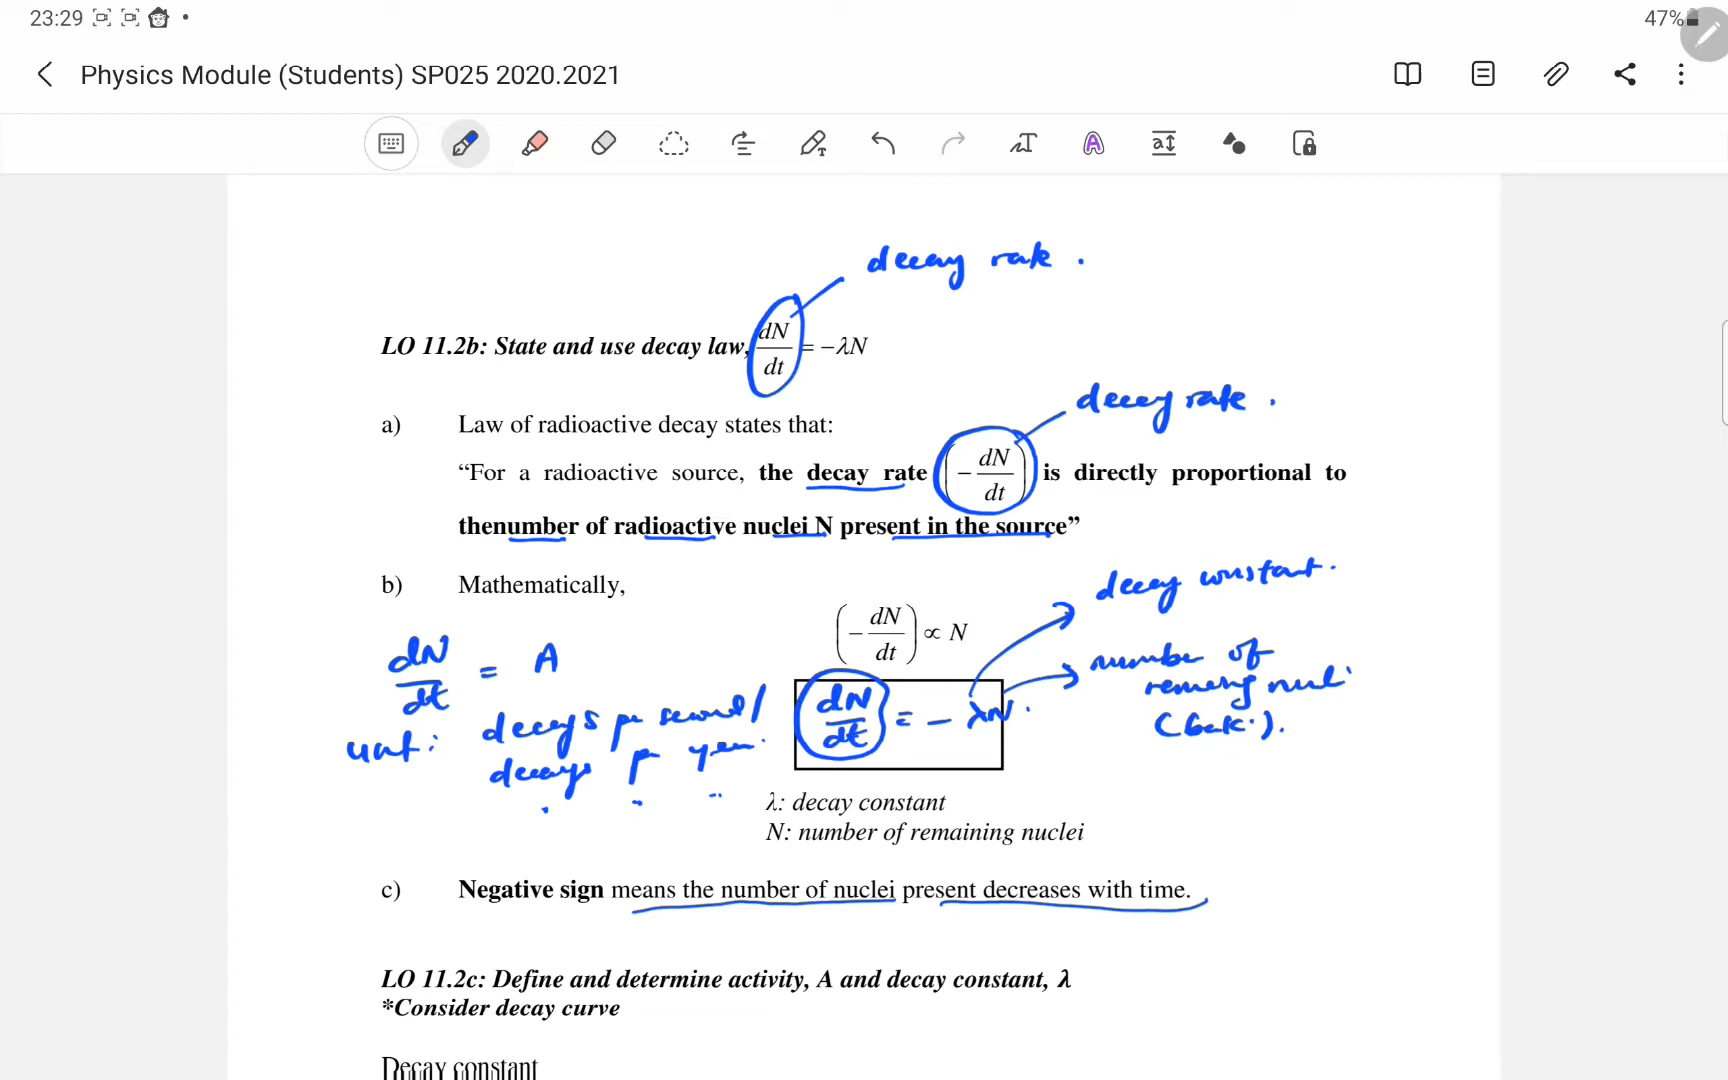 23:29
47%
Physics Module (Students) SP025 2020.2021
decay rate.
LO 11.2b: State and use decay law, dN/dt = −λN
decay rate.
a) Law of radioactive decay states that:
“For a radioactive source, the decay rate (−dN/dt) is directly proportional to
thenumber of radioactive nuclei N present in the source”
decay constant.
b) Mathematically,
(−dN/dt) ∝ N
dN/dt = A
number of
nuclei
dN/dt = − λN.
unit: decays per second/
decays per year.
λ: decay constant
N: number of remaining nuclei
c) Negative sign means the number of nuclei present decreases with time.
LO 11.2c: Define and determine activity, A and decay constant, λ
*Consider decay curve
Decay constant